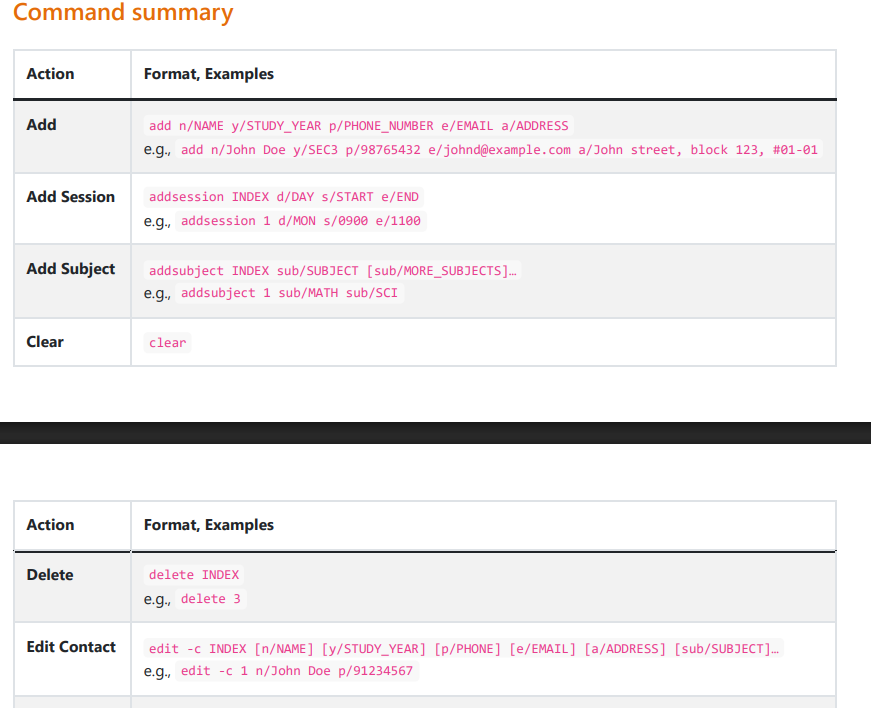 Command summary
Action Format, Examples
Add add n/NAME y/STUDY_YEAR p/PHONE_NUMBER e/EMAIL a/ADDRESS
e.g., add n/John Doe y/SEC3 p/98765432 e/johnd@example.com a/John street, block 123, #01-01
Add Session addsession INDEX d/DAY s/START e/END
e.g., addsession 1 d/MON s/0900 e/1100
Add Subject addsubject INDEX sub/SUBJECT [sub/MORE_SUBJECTS]…
e.g., addsubject 1 sub/MATH sub/SCI
Clear clear
Action Format, Examples
Delete delete INDEX
e.g., delete 3
Edit Contact edit -c INDEX [n/NAME] [y/STUDY_YEAR] [p/PHONE] [e/EMAIL] [a/ADDRESS] [sub/SUBJECT]…
e.g., edit -c 1 n/John Doe p/91234567